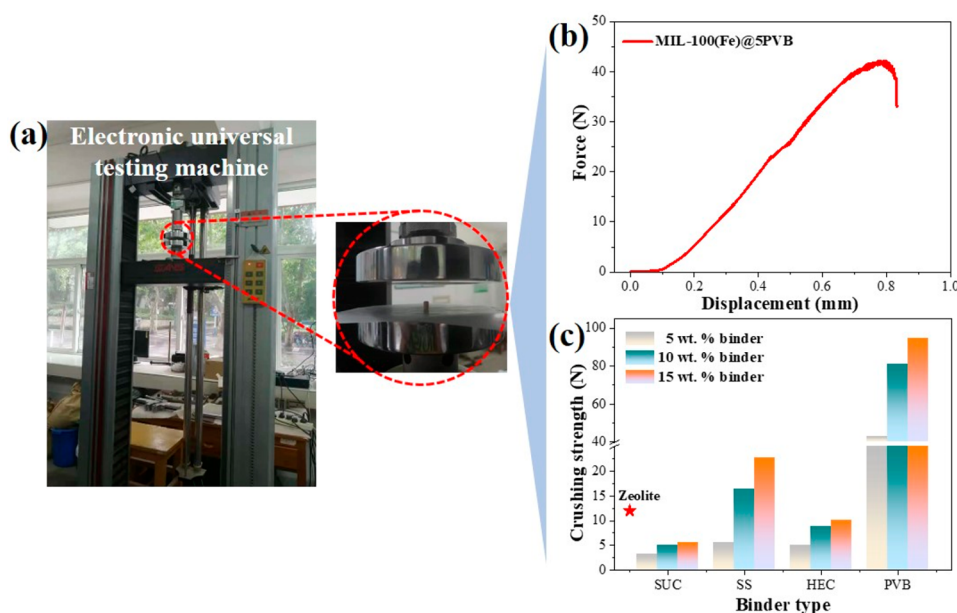 (a)
Electronic universal
testing machine
(b)
MIL-100(Fe)@5PVB
50
40
30
20
10
0
Force (N)
0.0 0.2 0.4 0.6 0.8 1.0
Displacement (mm)
(c)
5 wt. % binder
10 wt. % binder
15 wt. % binder
100
80
60
40
20
15
10
5
0
Crushing strength (N)
Zeolite
SUC SS HEC PVB
Binder type